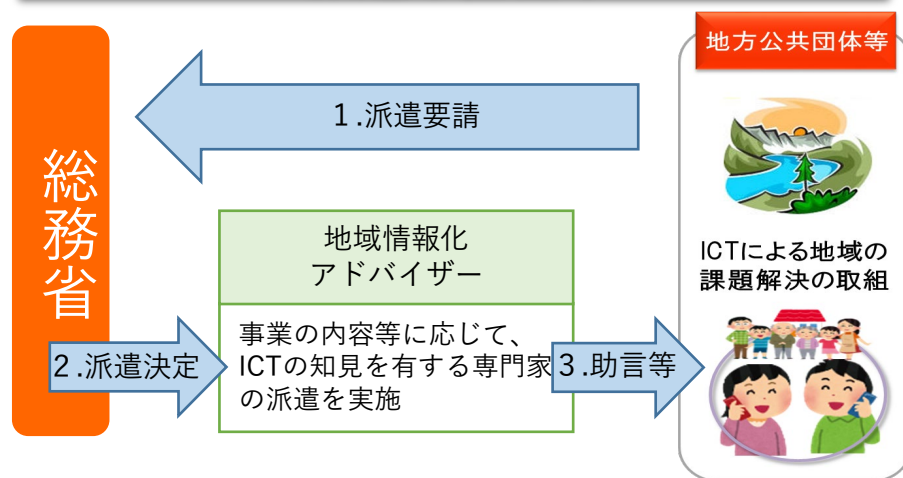 地方公共団体等
1.派遣要請
総務省
地域情報化
アドバイザー
ICTによる地域の
課題解決の取組
事業の内容等に応じて、
ICTの知見を有する専門家
の派遣を実施
2.派遣決定
3.助言等